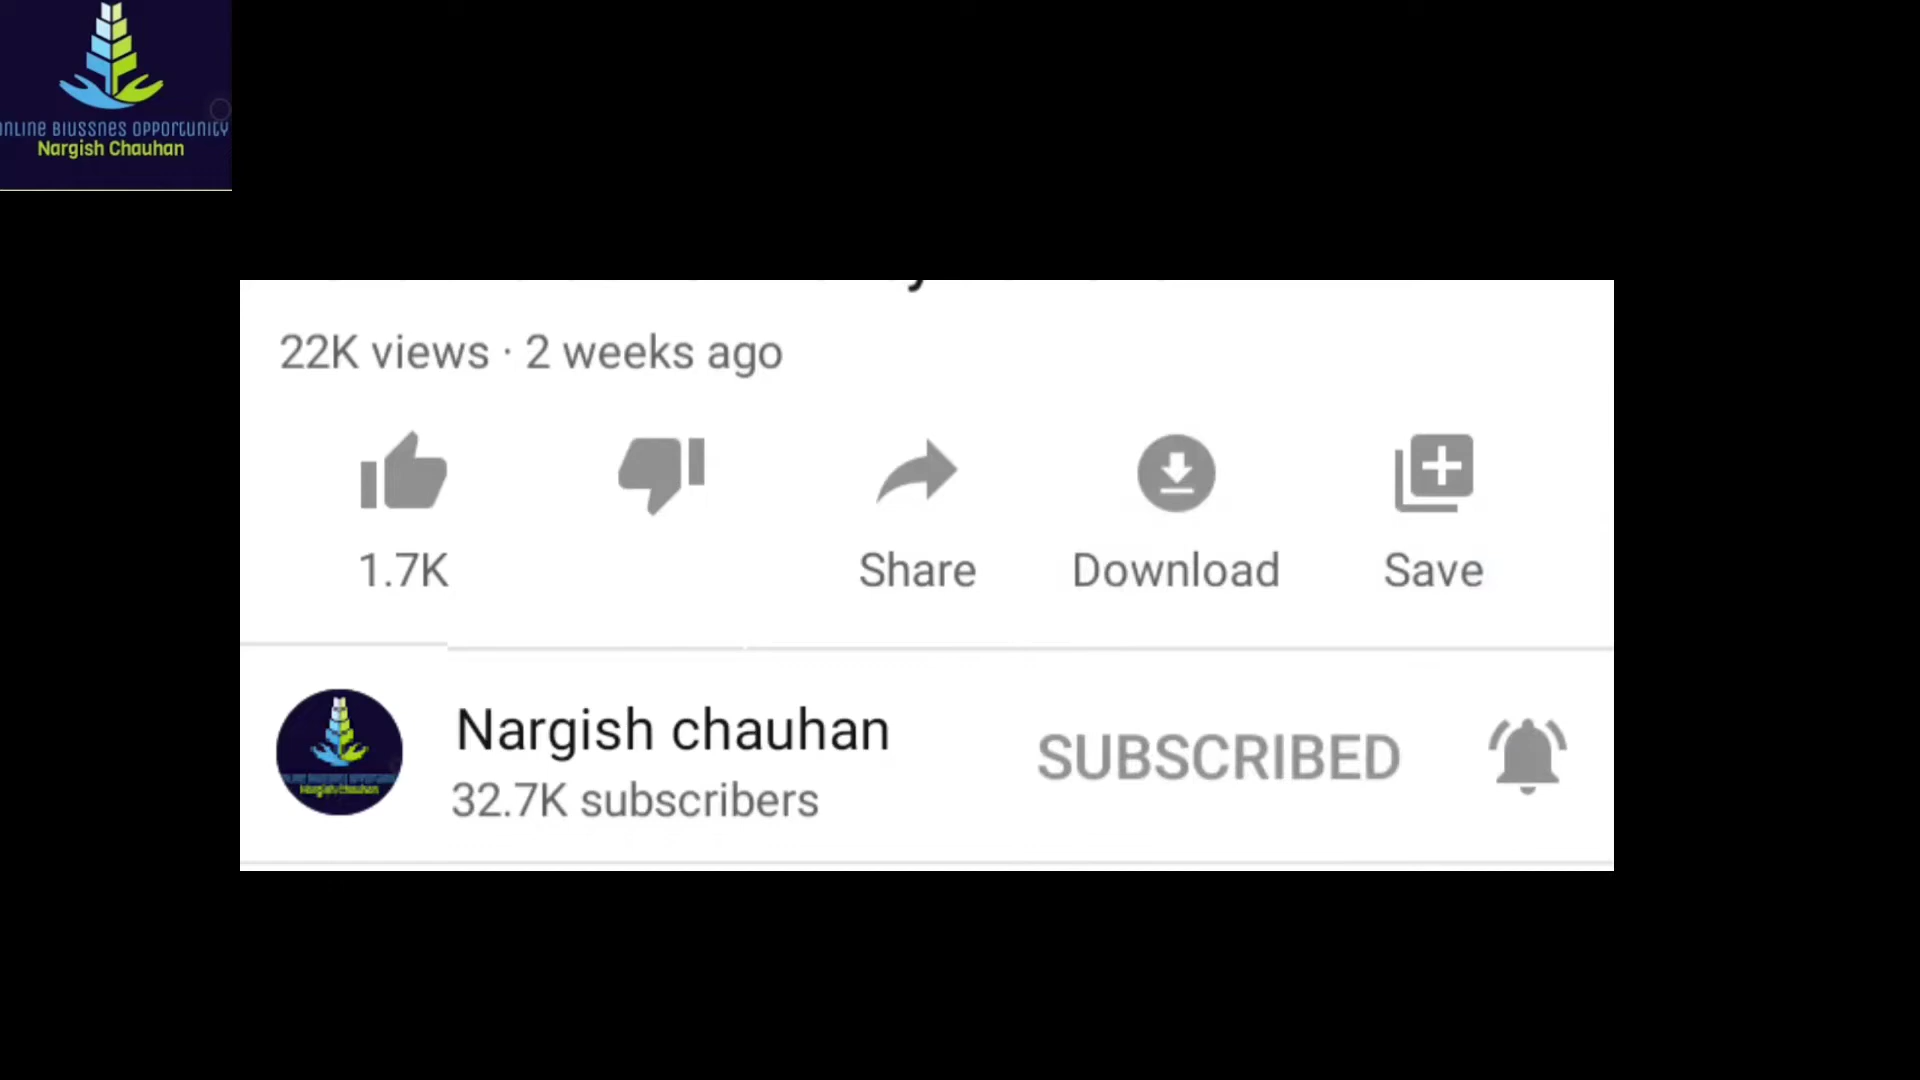 ONLINE BIUSSNES OPPORTUNITY
Nargish Chauhan
22K views · 2 weeks ago
1.7K
Share
Download
Save
Nargish chauhan
SUBSCRIBED
32.7K subscribers